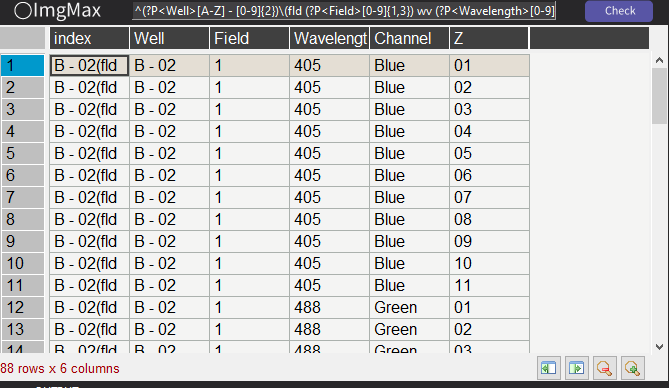 ImgMax ^(?P<Well>[A-Z] - [0-9]{2})\(fld (?P<Field>[0-9]{1,3}) wv (?P<Wavelength>[0-9] Check
index Well Field Wavelengt Channel Z
1 B - 02(fld B - 02 1 405 Blue 01
2 B - 02(fld B - 02 1 405 Blue 02
3 B - 02(fld B - 02 1 405 Blue 03
4 B - 02(fld B - 02 1 405 Blue 04
5 B - 02(fld B - 02 1 405 Blue 05
6 B - 02(fld B - 02 1 405 Blue 06
7 B - 02(fld B - 02 1 405 Blue 07
8 B - 02(fld B - 02 1 405 Blue 08
9 B - 02(fld B - 02 1 405 Blue 09
10 B - 02(fld B - 02 1 405 Blue 10
11 B - 02(fld B - 02 1 405 Blue 11
12 B - 02(fld B - 02 1 488 Green 01
13 B - 02(fld B - 02 1 488 Green 02
14 B - 02(fld B - 02 1 488 Green 03
88 rows x 6 columns